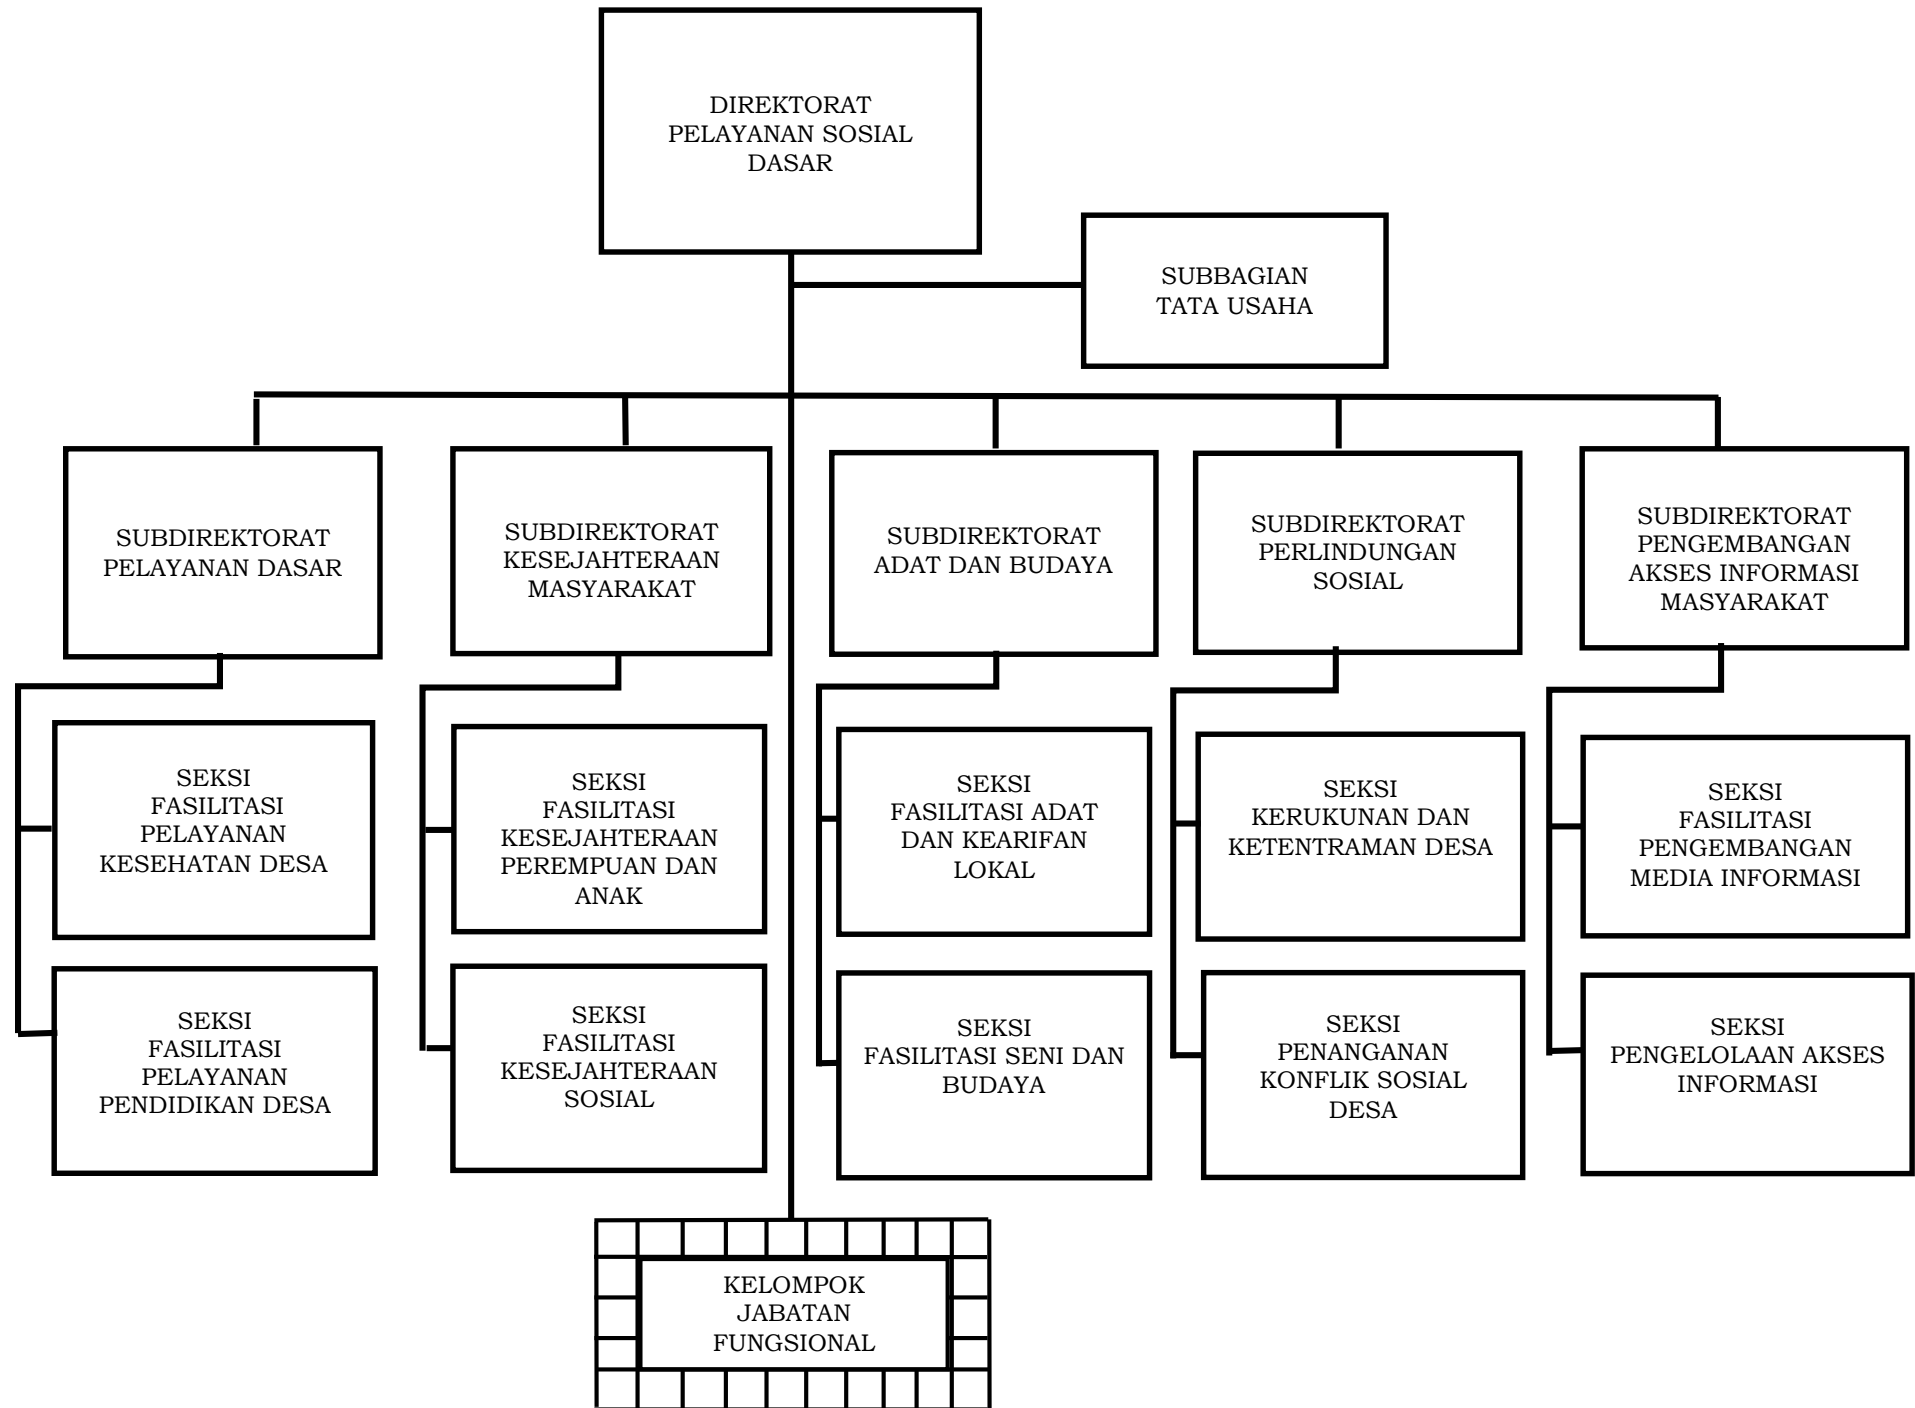 DIREKTORAT
PELAYANAN SOSIAL
DASAR
SUBBAGIAN
TATA USAHA
SUBDIREKTORAT
PELAYANAN DASAR
SUBDIREKTORAT
KESEJAHTERAAN
MASYARAKAT
SUBDIREKTORAT
ADAT DAN BUDAYA
SUBDIREKTORAT
PERLINDUNGAN
SOSIAL
SUBDIREKTORAT
PENGEMBANGAN
AKSES INFORMASI
MASYARAKAT
SEKSI
FASILITASI
PELAYANAN
KESEHATAN DESA
SEKSI
FASILITASI
KESEJAHTERAAN
PEREMPUAN DAN
ANAK
SEKSI
FASILITASI ADAT
DAN KEARIFAN
LOKAL
SEKSI
KERUKUNAN DAN
KETENTRAMAN DESA
SEKSI
FASILITASI
PENGEMBANGAN
MEDIA INFORMASI
SEKSI
FASILITASI
PELAYANAN
PENDIDIKAN DESA
SEKSI
FASILITASI
KESEJAHTERAAN
SOSIAL
SEKSI
FASILITASI SENI DAN
BUDAYA
SEKSI
PENANGANAN
KONFLIK SOSIAL
DESA
SEKSI
PENGELOLAAN AKSES
INFORMASI
KELOMPOK
JABATAN
FUNGSIONAL